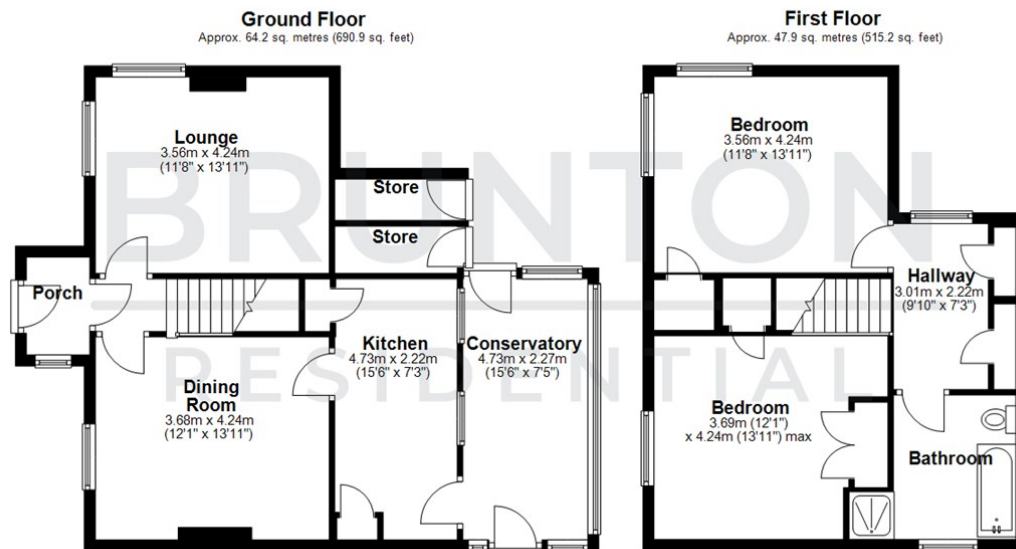 Ground Floor
Approx. 64.2 sq. metres (690.9 sq. feet)
Lounge
3.56m x 4.24m
(11'8" x 13'11")
Store
Store
Porch
Kitchen
4.73m x 2.22m
(15'6" x 7'3")
Conservatory
4.73m x 2.27m
(15'6" x 7'5")
Dining
Room
3.68m x 4.24m
(12'1" x 13'11")
First Floor
Approx. 47.9 sq. metres (515.2 sq. feet)
Bedroom
3.56m x 4.24m
(11'8" x 13'11")
Hallway
3.01m x 2.22m
(9'10" x 7'3")
Bedroom
3.69m (12'1")
x 4.24m (13'11") max
Bathroom
BRUNTON
RESIDENTIAL